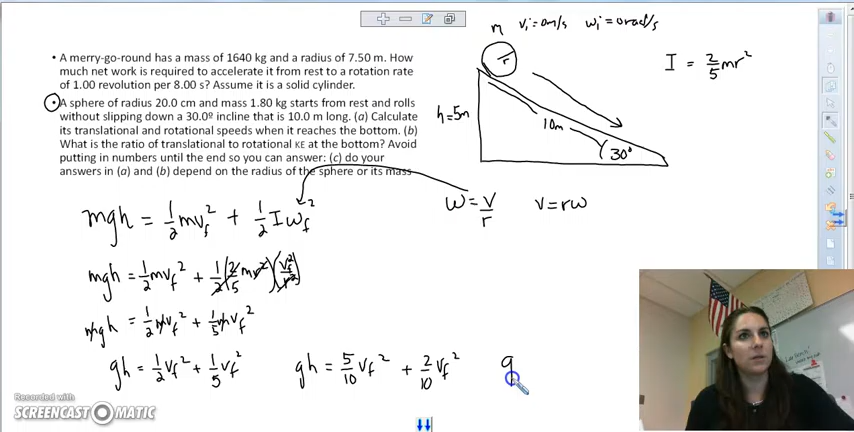 m vᵢ = 0m/s ωᵢ = 0rad/s
• A merry-go-round has a mass of 1640 kg and a radius of 7.50 m. How
much net work is required to accelerate it from rest to a rotation rate
of 1.00 revolution per 8.00 s? Assume it is a solid cylinder.
• A sphere of radius 20.0 cm and mass 1.80 kg starts from rest and rolls
without slipping down a 30.0º incline that is 10.0 m long. (a) Calculate
its translational and rotational speeds when it reaches the bottom. (b)
What is the ratio of translational to rotational KE at the bottom? Avoid
putting in numbers until the end so you can answer: (c) do your
answers in (a) and (b) depend on the radius of the sphere or its mass
r
I = 2/5 mr²
h=5m
10m
30°
mgh = 1/2 mv_f² + 1/2 Iω_f²
ω = v/r v = rω
mgh = 1/2 mv_f² + 1/2 (2/5 mr²)(v_f²/r²)
mgh = 1/2 mv_f² + 1/5 mv_f²
gh = 1/2 v_f² + 1/5 v_f² gh = 5/10 v_f² + 2/10 v_f² g
Recorded with
SCREENCAST-O-MATIC